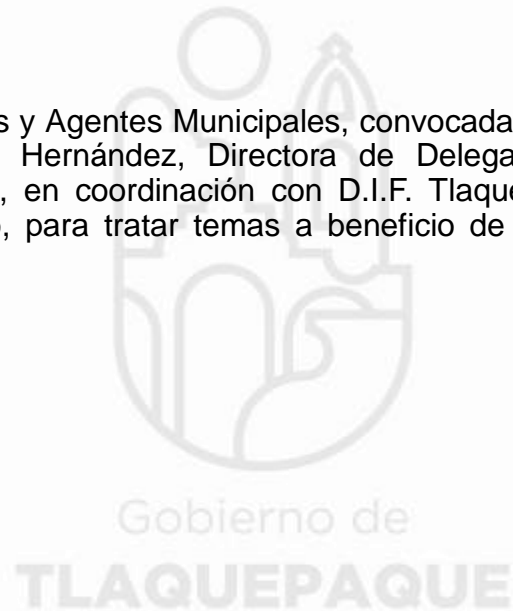 s y Agentes Municipales, convocada
Hernández, Directora de Delega
, en coordinación con D.I.F. Tlaque
, para tratar temas a beneficio de
Gobierno de
TLAQUEPAQUE